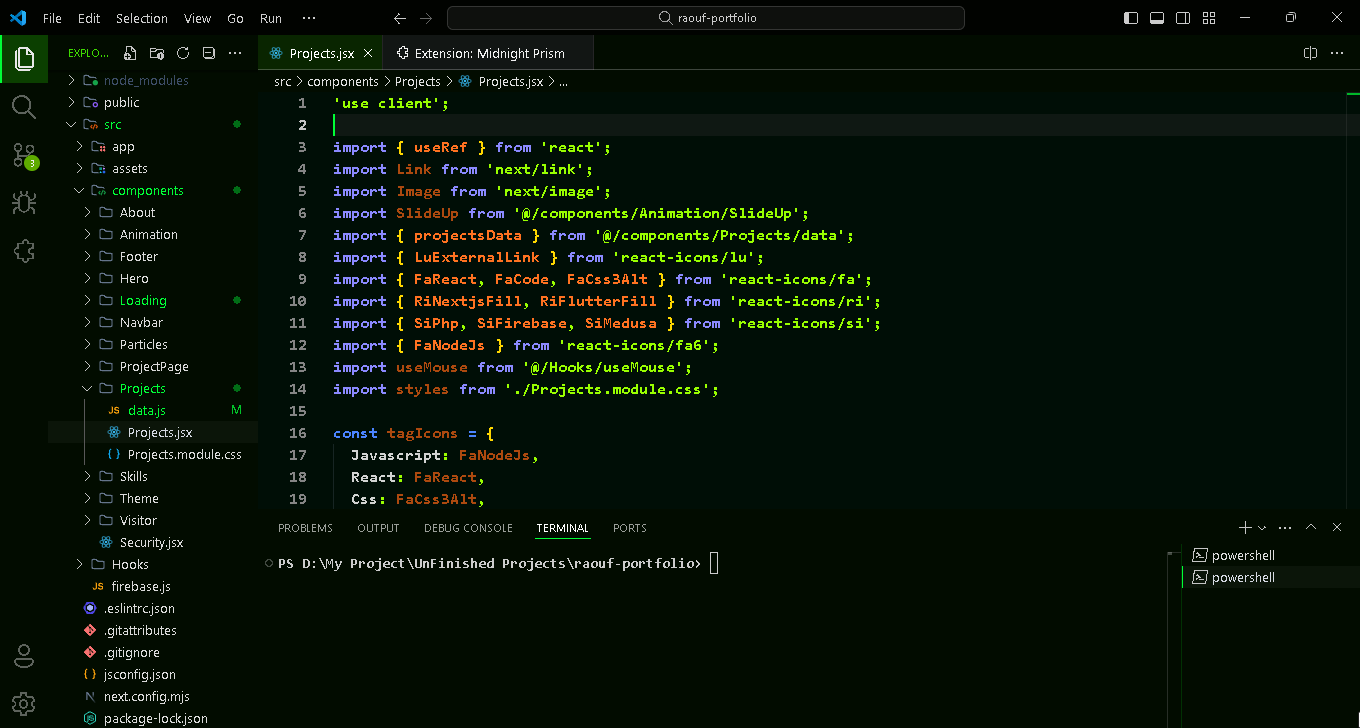 File Edit Selection View Go Run ··· raouf-portfolio
EXPLO... ···
node_modules
public
src
app
assets
components
About
Animation
Footer
Hero
Loading
Navbar
Particles
ProjectPage
Projects
JS data.js M
Projects.jsx
{} Projects.module.css
Skills
Theme
Visitor
Security.jsx
Hooks
JS firebase.js
.eslintrc.json
.gitattributes
.gitignore
{} jsconfig.json
N next.config.mjs
package-lock.json
3
Projects.jsx Extension: Midnight Prism ···
src > components > Projects > Projects.jsx > ...
1 'use client';
2
3 import { useRef } from 'react';
4 import Link from 'next/link';
5 import Image from 'next/image';
6 import SlideUp from '@/components/Animation/SlideUp';
7 import { projectsData } from '@/components/Projects/data';
8 import { LuExternalLink } from 'react-icons/lu';
9 import { FaReact, FaCode, FaCss3Alt } from 'react-icons/fa';
10 import { RiNextjsFill, RiFlutterFill } from 'react-icons/ri';
11 import { SiPhp, SiFirebase, SiMedusa } from 'react-icons/si';
12 import { FaNodeJs } from 'react-icons/fa6';
13 import useMouse from '@/Hooks/useMouse';
14 import styles from './Projects.module.css';
15
16 const tagIcons = {
17 Javascript: FaNodeJs,
18 React: FaReact,
19 Css: FaCss3Alt,
PROBLEMS OUTPUT DEBUG CONSOLE TERMINAL PORTS ···
PS D:\My Project\UnFinished Projects\raouf-portfolio>
powershell
powershell